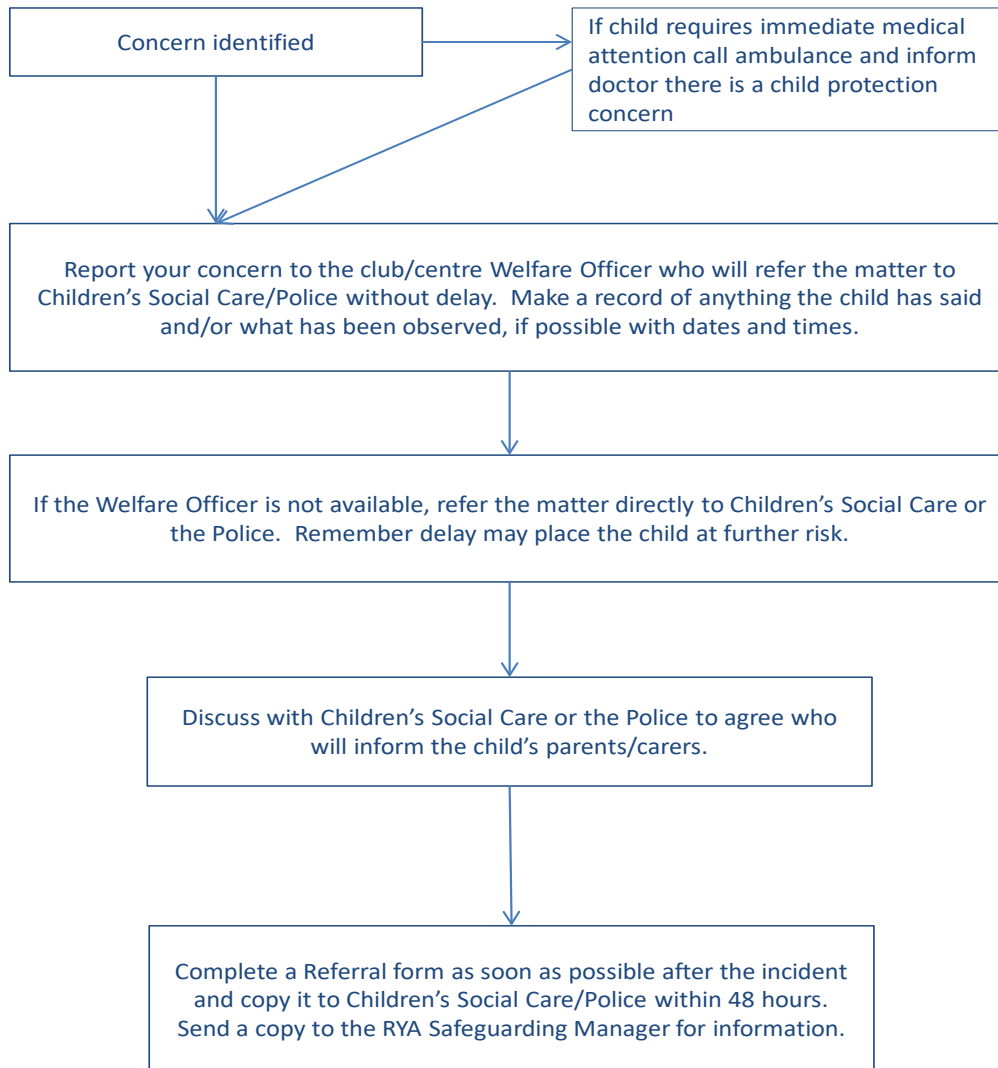 Concern identified
If child requires immediate medical
attention call ambulance and inform
doctor there is a child protection
concern
Report your concern to the club/centre Welfare Officer who will refer the matter to
Children’s Social Care/Police without delay.  Make a record of anything the child has said
and/or what has been observed, if possible with dates and times.
If the Welfare Officer is not available, refer the matter directly to Children’s Social Care or
the Police.  Remember delay may place the child at further risk.
Discuss with Children’s Social Care or the Police to agree who
will inform the child’s parents/carers.
Complete a Referral form as soon as possible after the incident
and copy it to Children’s Social Care/Police within 48 hours.
Send a copy to the RYA Safeguarding Manager for information.